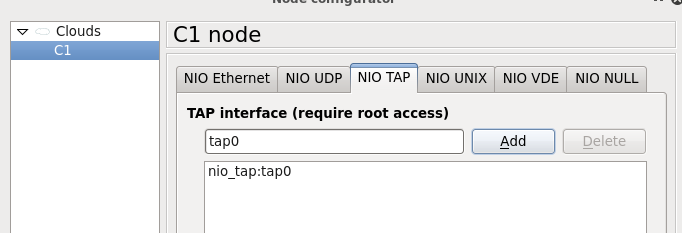 Node configurator
Clouds
C1
C1 node
NIO Ethernet
NIO UDP
NIO TAP
NIO UNIX
NIO VDE
NIO NULL
TAP interface (require root access)
tap0
Add
Delete
nio_tap:tap0